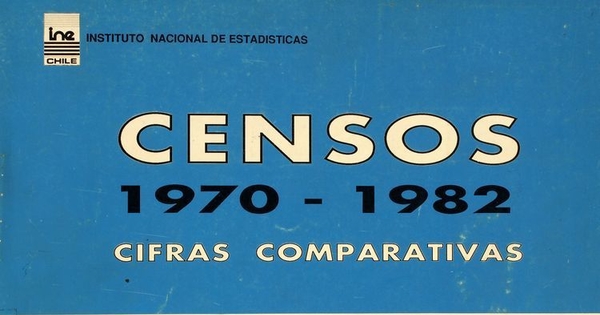 ine
CHILE
INSTITUTO NACIONAL DE ESTADISTICAS
CENSOS
1970 - 1982
CIFRAS COMPARATIVAS